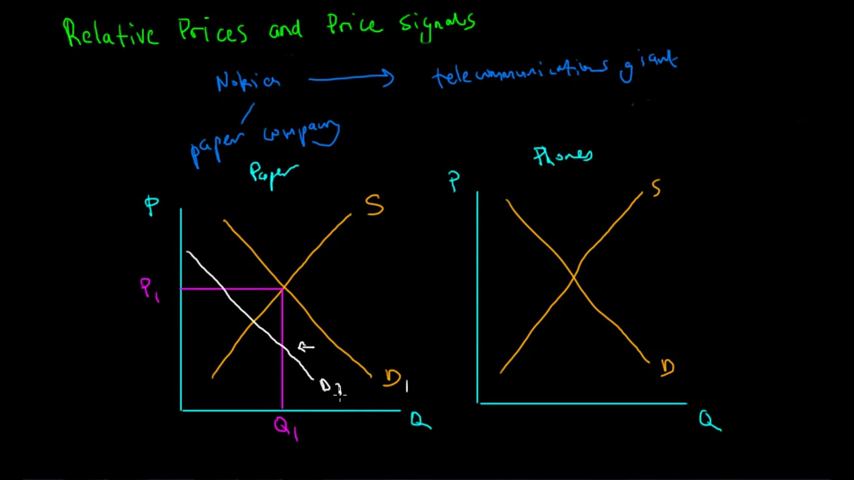 Relative Prices and Price Signals
Nokia → telecommunications giant
paper company
Paper
Phones
P
P
S
S
P1
D2
D1
D
Q1
Q
Q